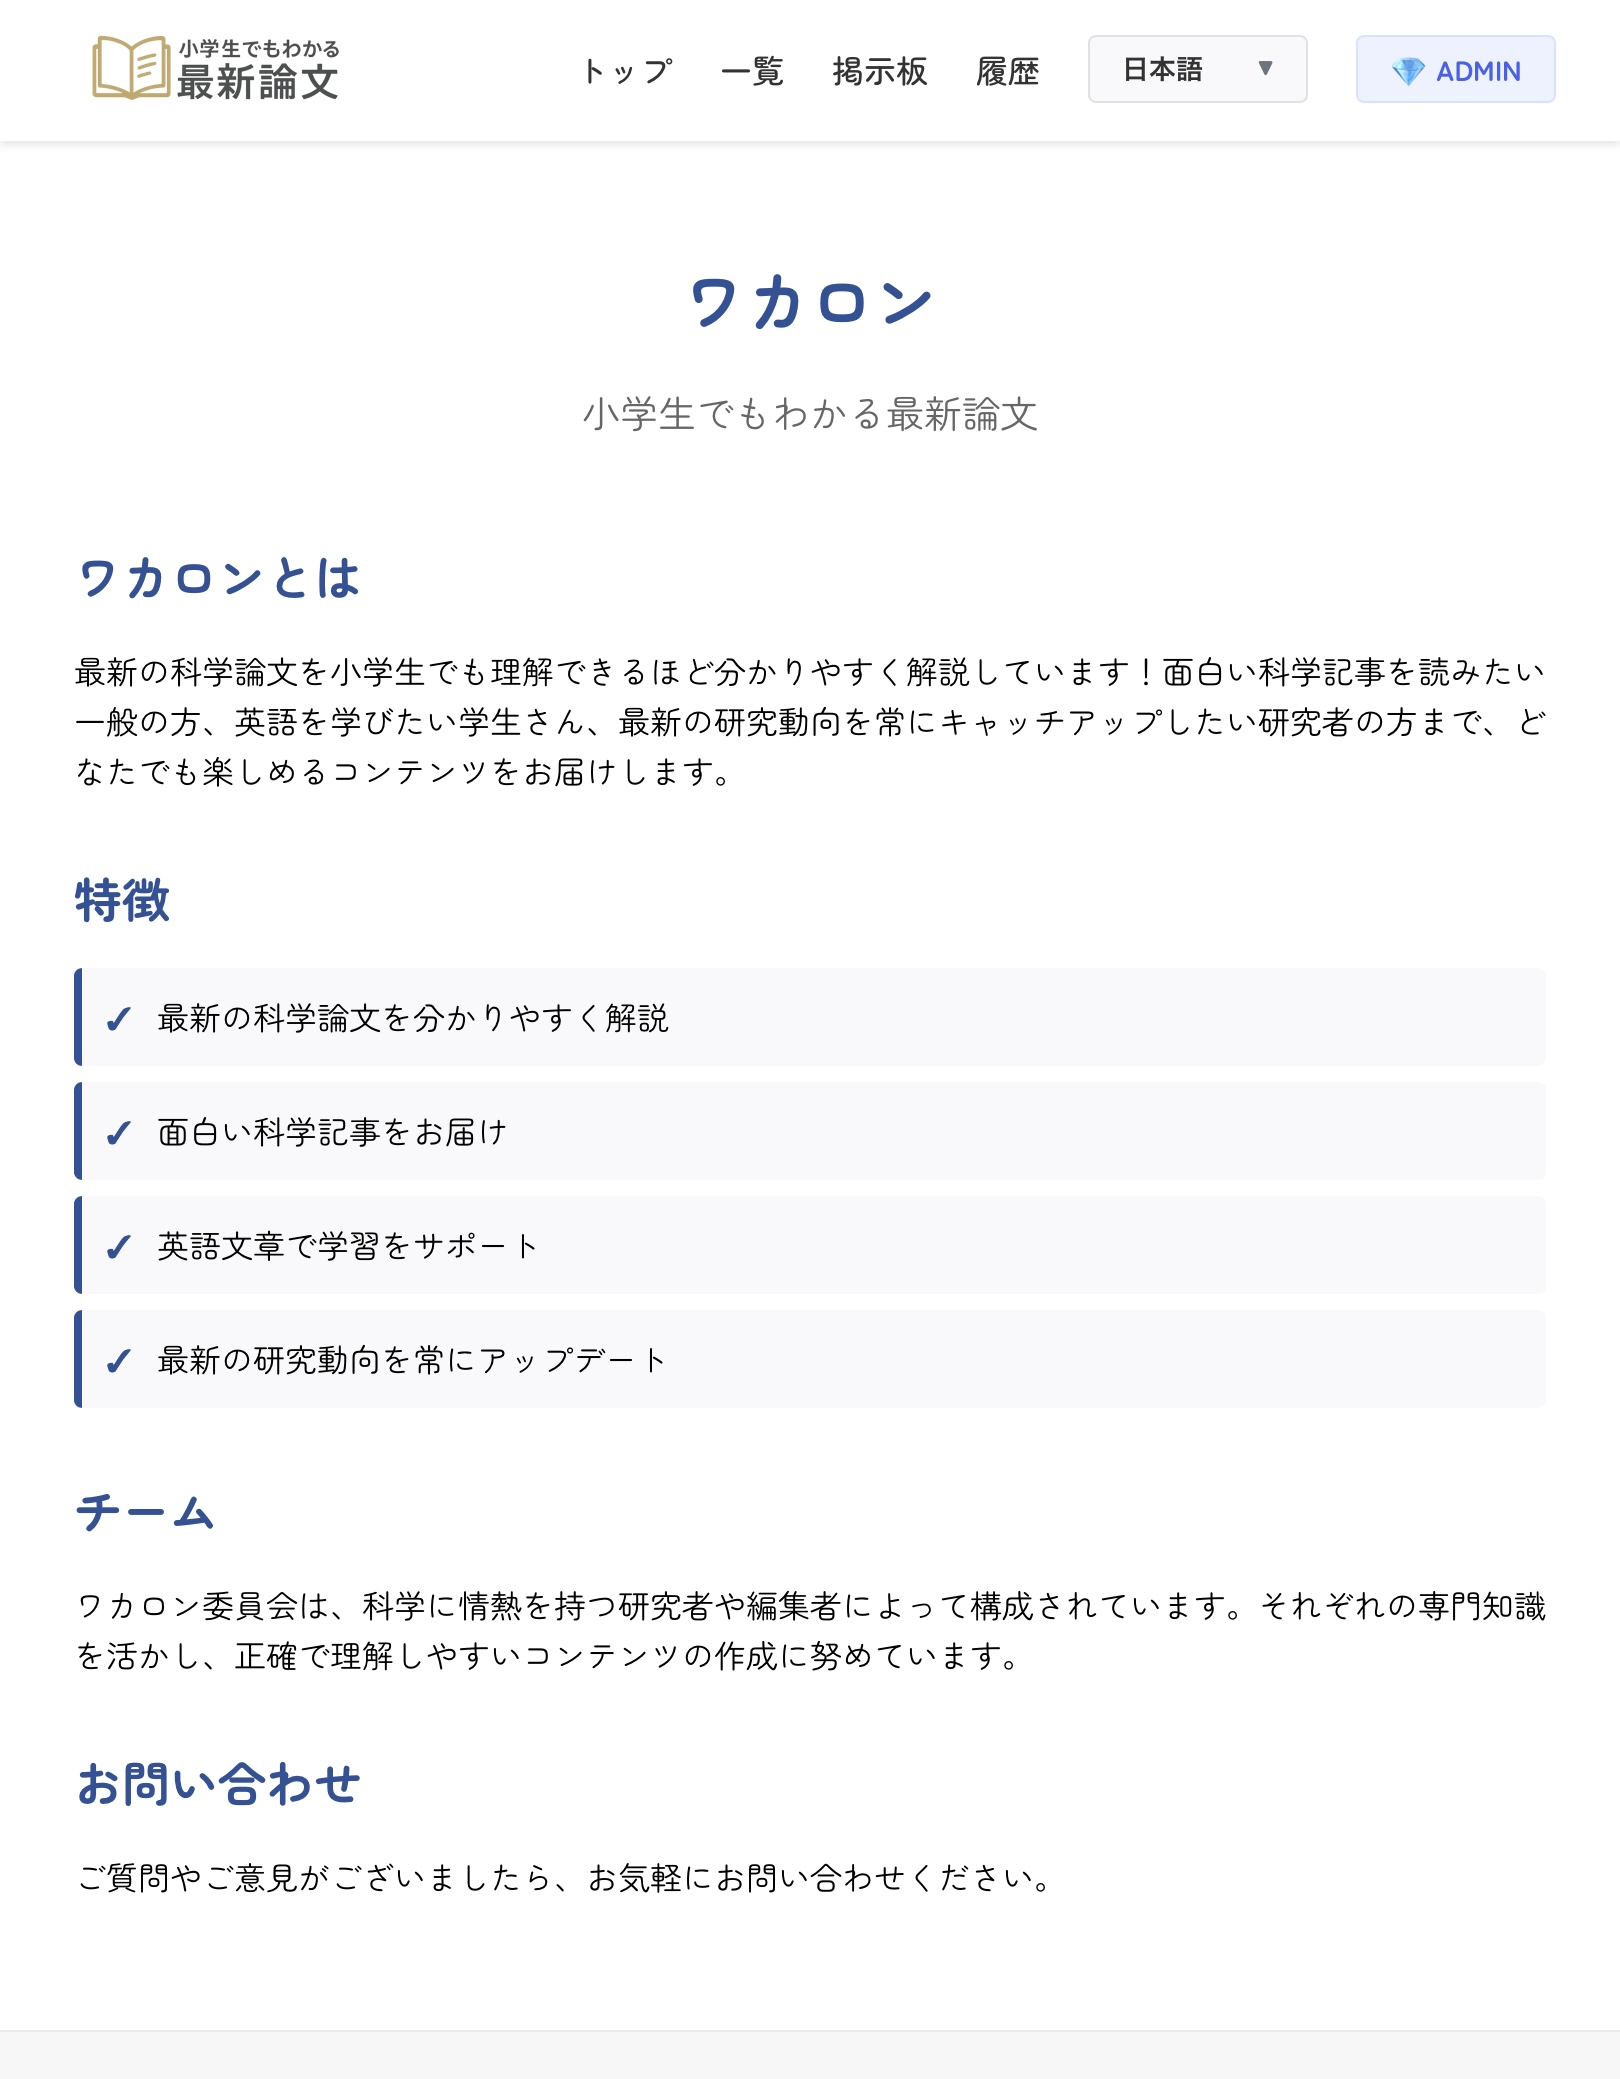 小学生でもわかる
最新論文
トップ 一覧 掲示板 履歴 日本語 ▼ 💎 ADMIN
ワカロン
小学生でもわかる最新論文
ワカロンとは
最新の科学論文を小学生でも理解できるほど分かりやすく解説しています！面白い科学記事を読みたい
一般の方、英語を学びたい学生さん、最新の研究動向を常にキャッチアップしたい研究者の方まで、ど
なたでも楽しめるコンテンツをお届けします。
特徴
✓ 最新の科学論文を分かりやすく解説
✓ 面白い科学記事をお届け
✓ 英語文章で学習をサポート
✓ 最新の研究動向を常にアップデート
チーム
ワカロン委員会は、科学に情熱を持つ研究者や編集者によって構成されています。それぞれの専門知識
を活かし、正確で理解しやすいコンテンツの作成に努めています。
お問い合わせ
ご質問やご意見がございましたら、お気軽にお問い合わせください。